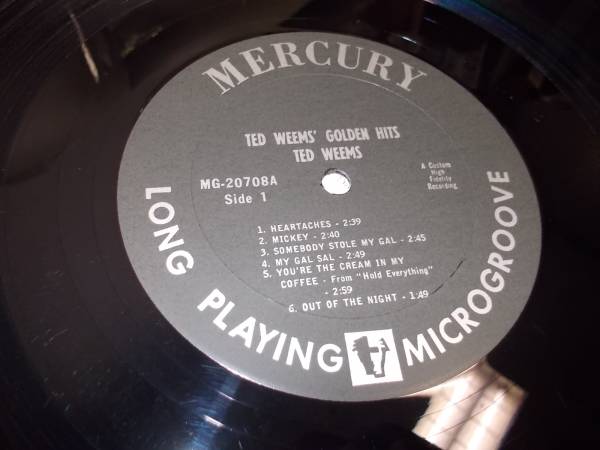 MERCURY
TED WEEMS' GOLDEN HITS
TED WEEMS
MG-20708A
Side 1
A Custom
High
Fidelity
Recording
1. HEARTACHES - 2:39
2. MICKEY - 2:40
3. SOMEBODY STOLE MY GAL - 2:45
4. MY GAL SAL - 2:49
5. YOU'RE THE CREAM IN MY
COFFEE - From "Hold Everything"
- 2:59
6. OUT OF THE NIGHT - 1:49
LONG PLAYING MICROGROOVE